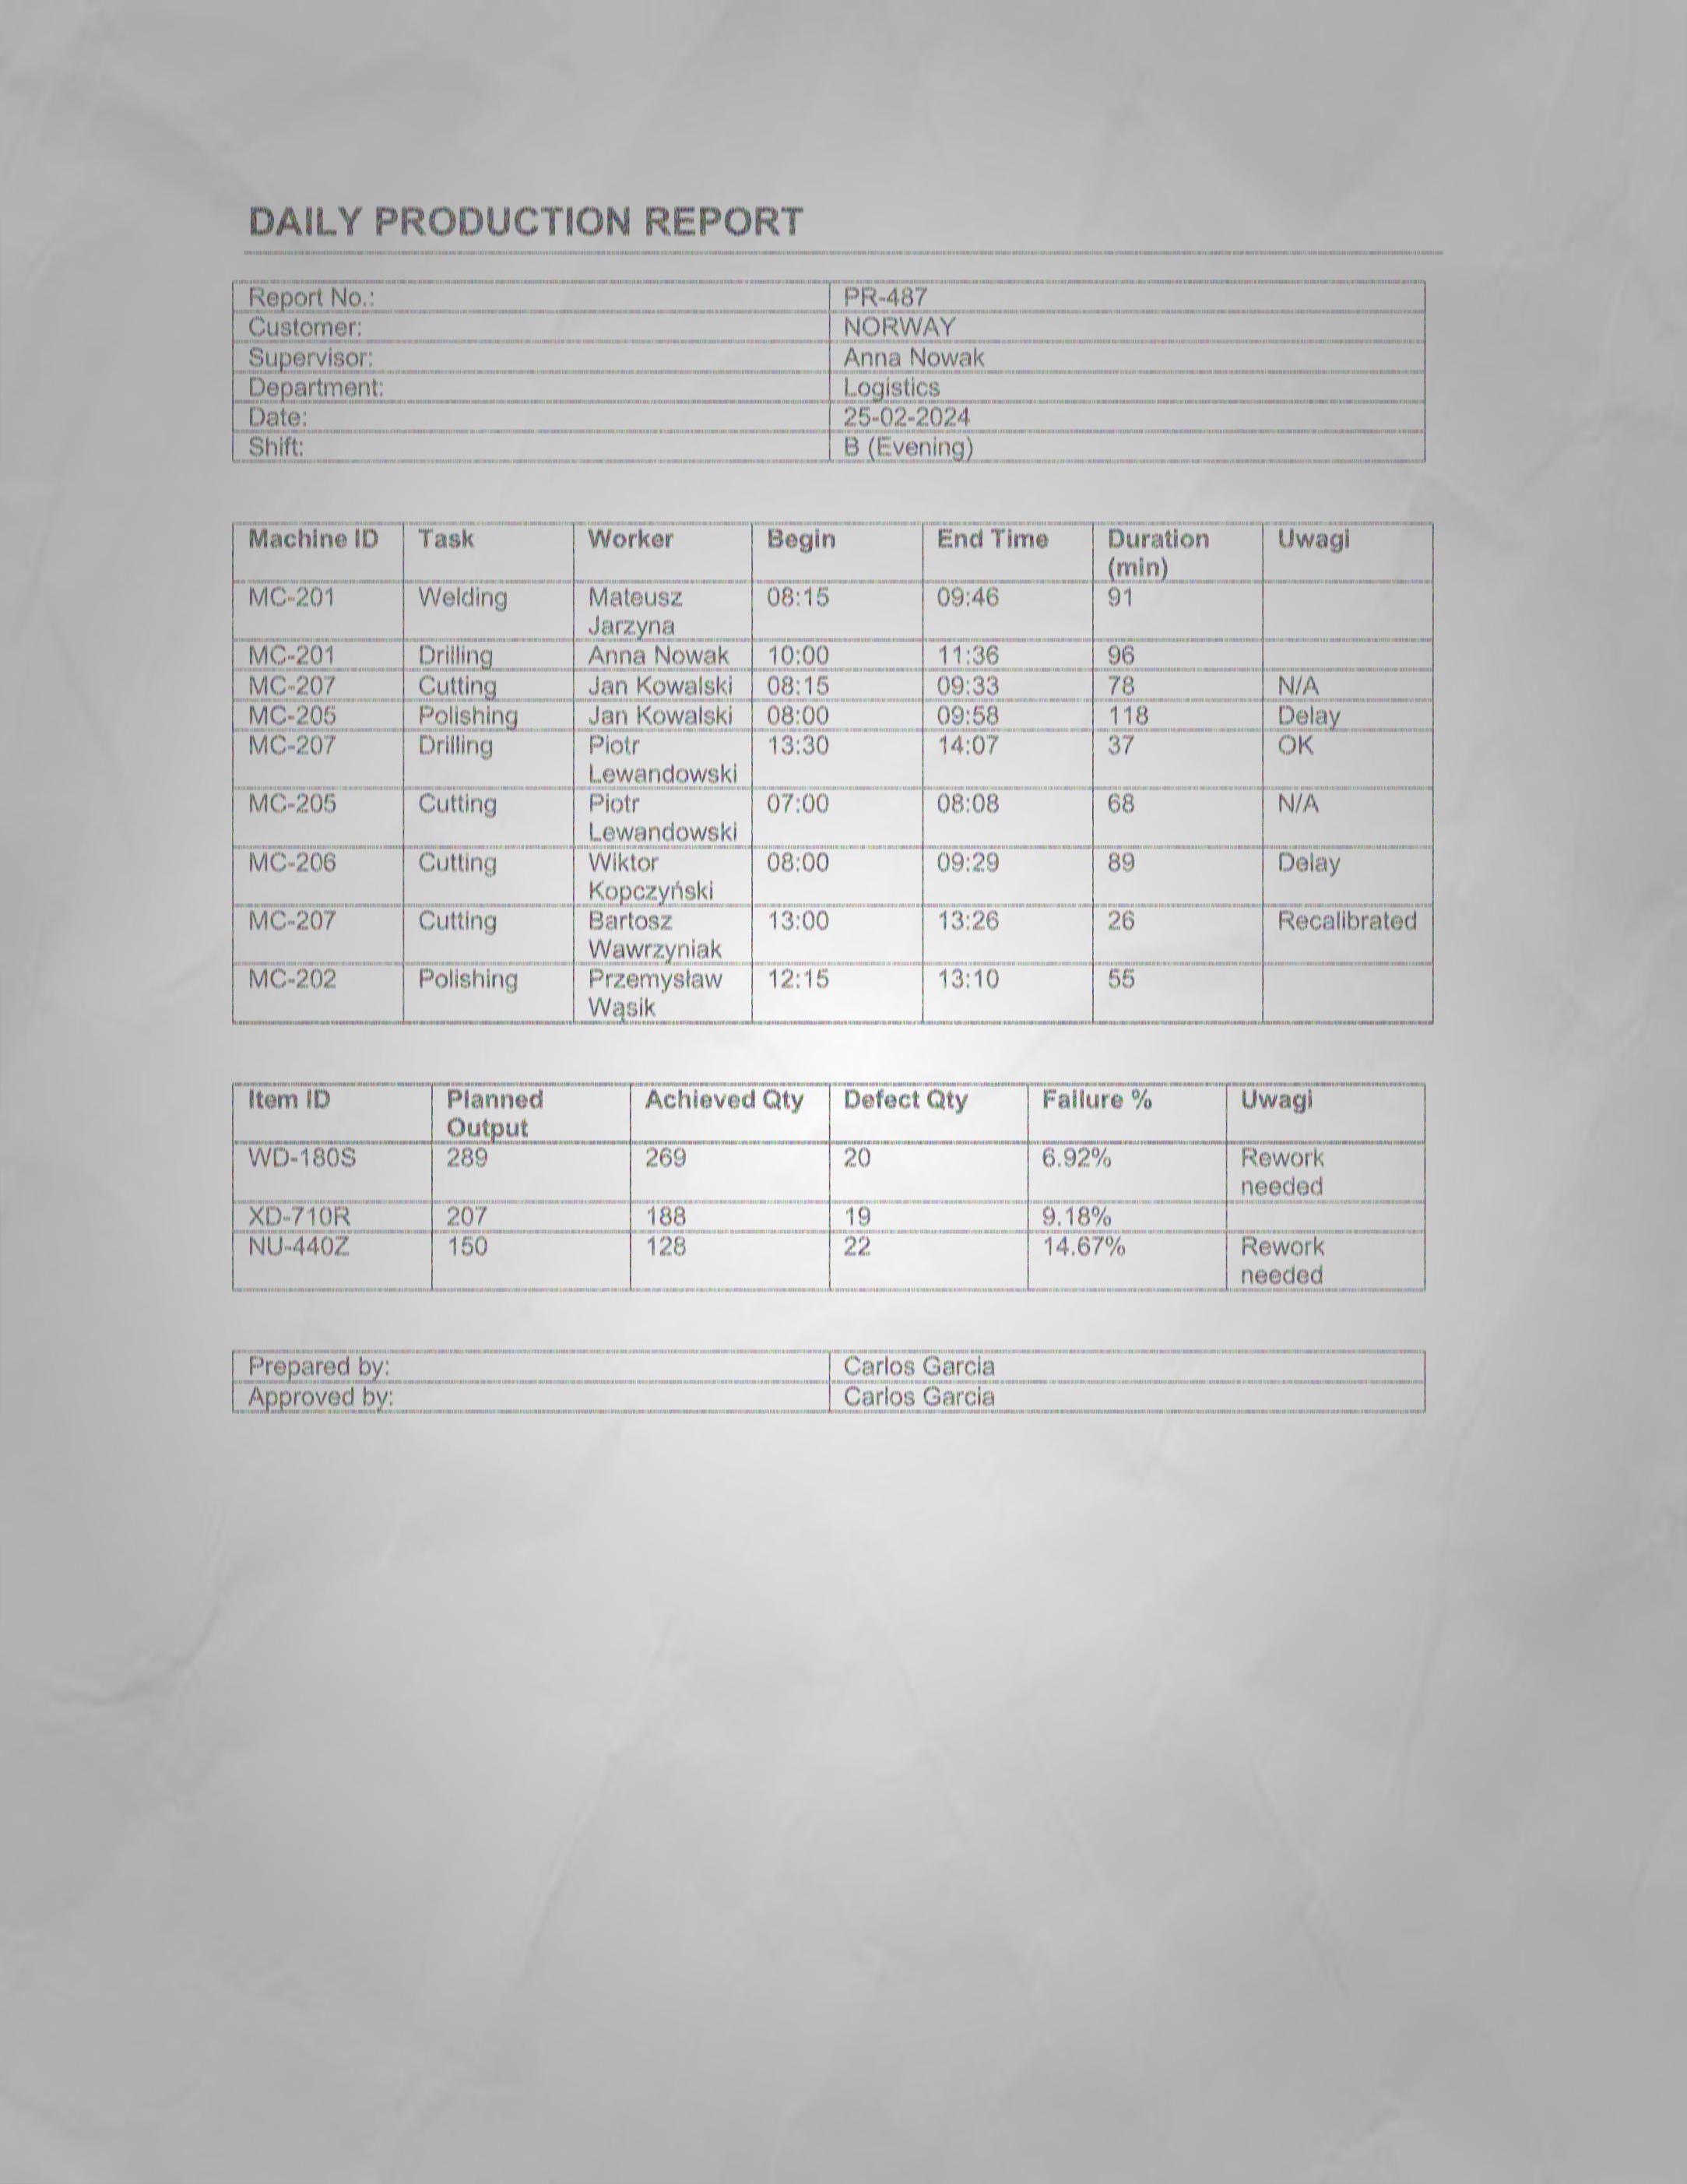 DAILY PRODUCTION REPORT
Report No.: PR-487
Customer: NORWAY
Supervisor: Anna Nowak
Department: Logistics
Date: 25-02-2024
Shift: B (Evening)
Machine ID Task Worker Begin End Time Duration (min) Uwagi
MC-201 Welding Mateusz Jarzyna 08:15 09:46 91
MC-201 Drilling Anna Nowak 10:00 11:36 96
MC-207 Cutting Jan Kowalski 08:15 09:33 78 N/A
MC-205 Polishing Jan Kowalski 08:00 09:58 118 Delay
MC-207 Drilling Piotr Lewandowski 13:30 14:07 37 OK
MC-205 Cutting Piotr Lewandowski 07:00 08:08 68 N/A
MC-206 Cutting Wiktor Kopczyński 08:00 09:29 89 Delay
MC-207 Cutting Bartosz Wawrzyniak 13:00 13:26 26 Recalibrated
MC-202 Polishing Przemysław Wąsik 12:15 13:10 55
Item ID Planned Output Achieved Qty Defect Qty Failure % Uwagi
WD-180S 289 269 20 6.92% Rework needed
XD-710R 207 188 19 9.18%
NU-440Z 150 128 22 14.67% Rework needed
Prepared by: Carlos Garcia
Approved by: Carlos Garcia